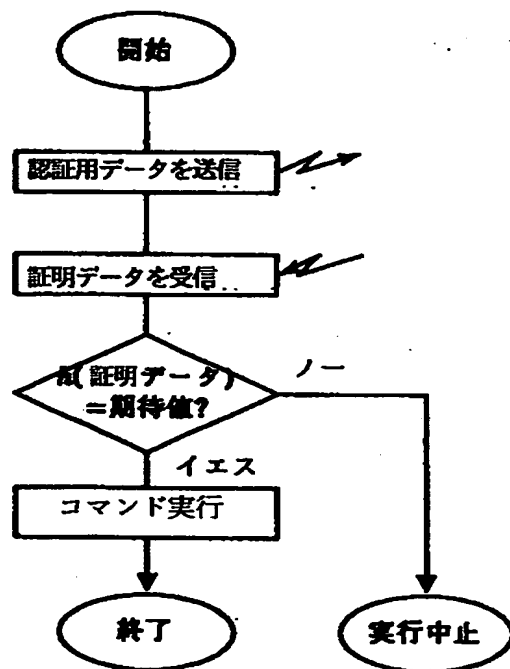 開始
認証用データを送信
証明データを受信
(証明データ)
=期待値?
ノー
イエス
コマンド実行
終了
実行中止